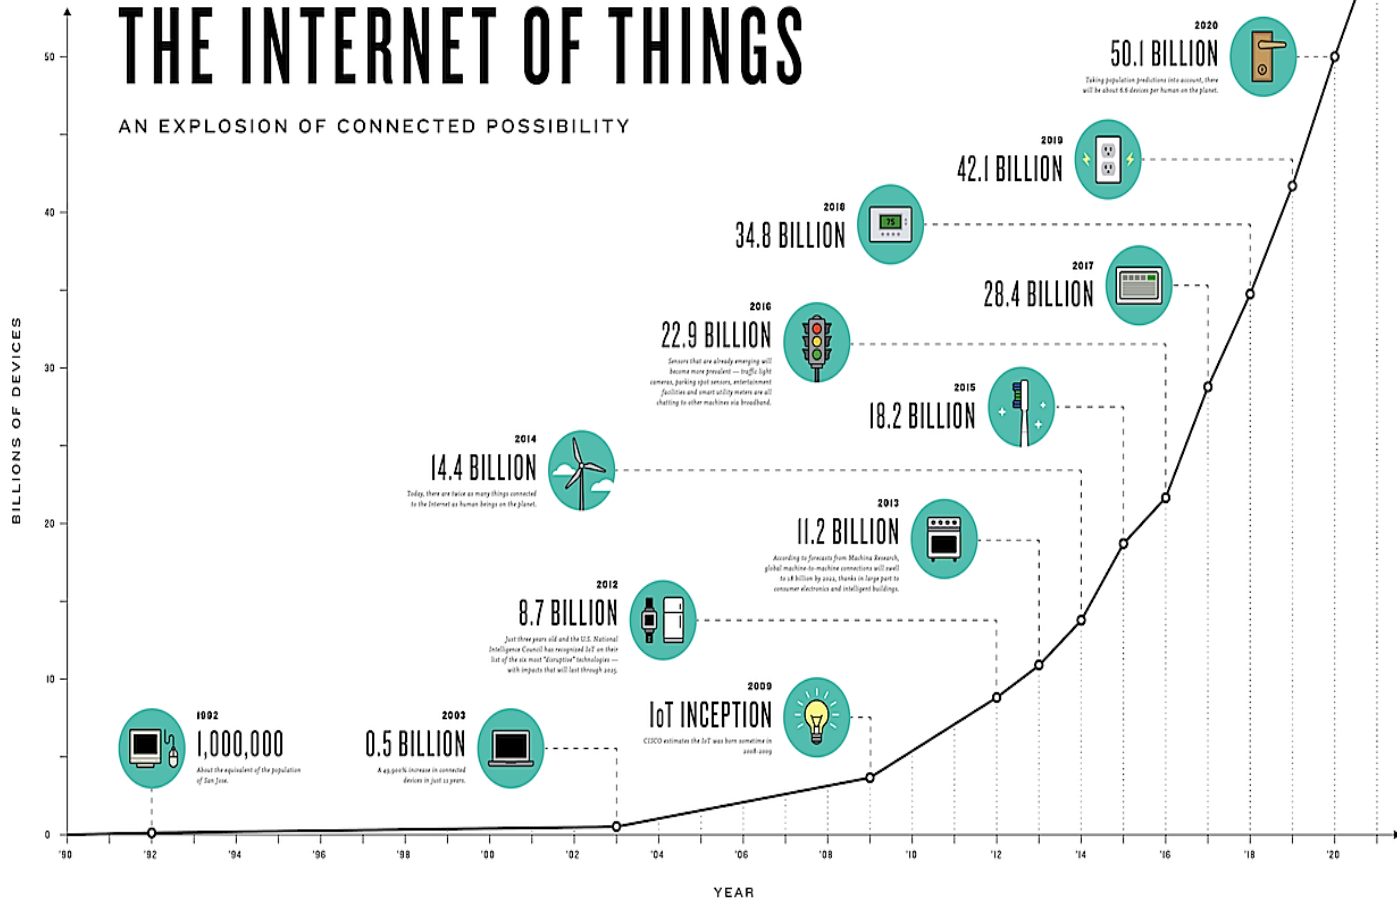 THE INTERNET OF THINGS
AN EXPLOSION OF CONNECTED POSSIBILITY
2020
50.1 BILLION
Taking population predictions into account, there
will be about 6.6 devices per human on the planet.
2019
42.1 BILLION
2018
34.8 BILLION
75
2017
28.4 BILLION
2016
22.9 BILLION
Sensors that are already emerging will
become more prevalent — traffic light
cameras, parking spot sensors, entertainment
facilities and smart utility meters are all
chatting to other machines via broadband.
2015
18.2 BILLION
2014
14.4 BILLION
Today, there are twice as many things connected
to the Internet as human beings on the planet.
2013
11.2 BILLION
According to forecasts from Machina Research,
global machine-to-machine connections will swell
to 18 billion by 2022, thanks in large part to
consumer electronics and intelligent buildings.
2012
8.7 BILLION
Just three years old and the U.S. National
Intelligence Council has recognized IoT on their
list of the six most "disruptive" technologies —
with impacts that will last through 2025.
2009
IoT INCEPTION
CISCO estimates the IoT was born sometime in
2008-2009
2003
0.5 BILLION
A 49,900% increase in connected
devices in just 11 years.
1992
1,000,000
About the equivalent of the population
of San Jose.
BILLIONS OF DEVICES
50
40
30
20
10
0
'90 '92 '94 '96 '98 '00 '02 '04 '06 '08 '10 '12 '14 '16 '18 '20
YEAR